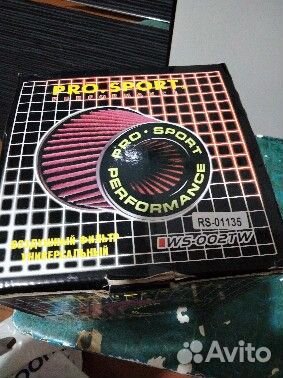 PRO.SPORT.
PRO·SPORT
PERFORMANCE
RS-01135
WS-002TW
ВОЗДУШНЫЙ ФИЛЬТР
УНИВЕРСАЛЬНЫЙ
Avito